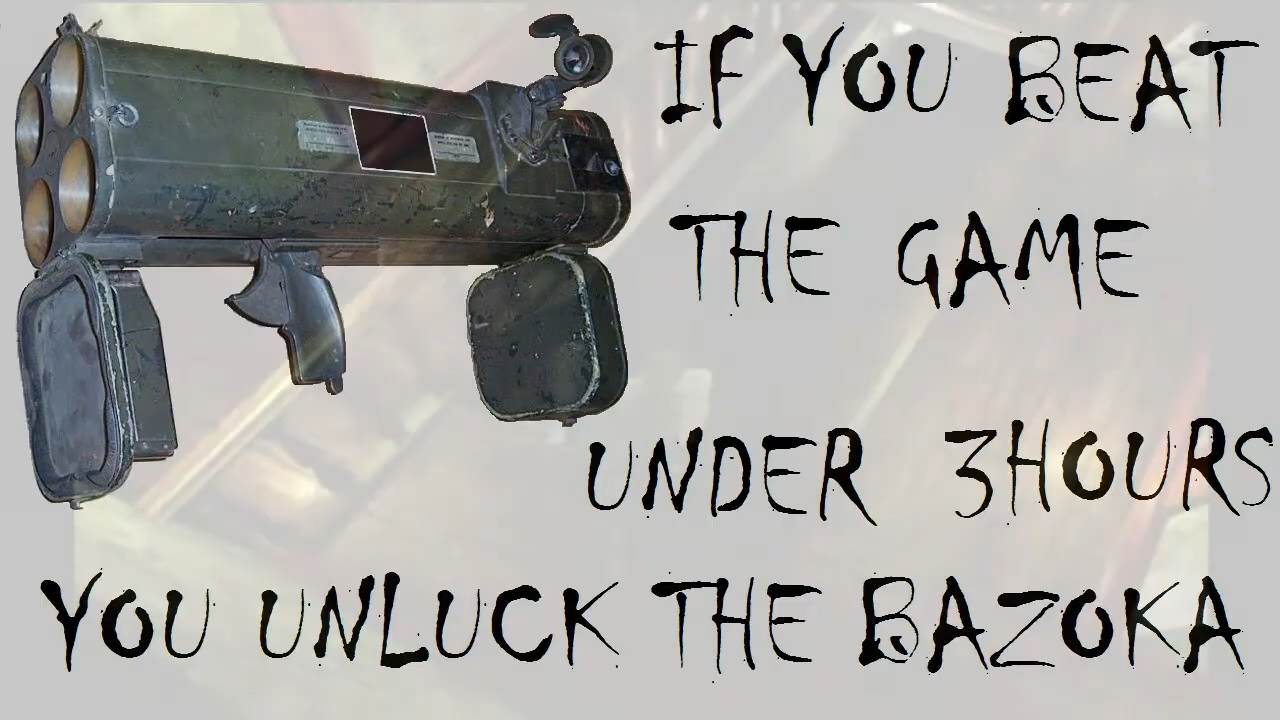 IF YOU BEAT
THE GAME
UNDER 3HOURS
YOU UNLUCK THE BAZOKA